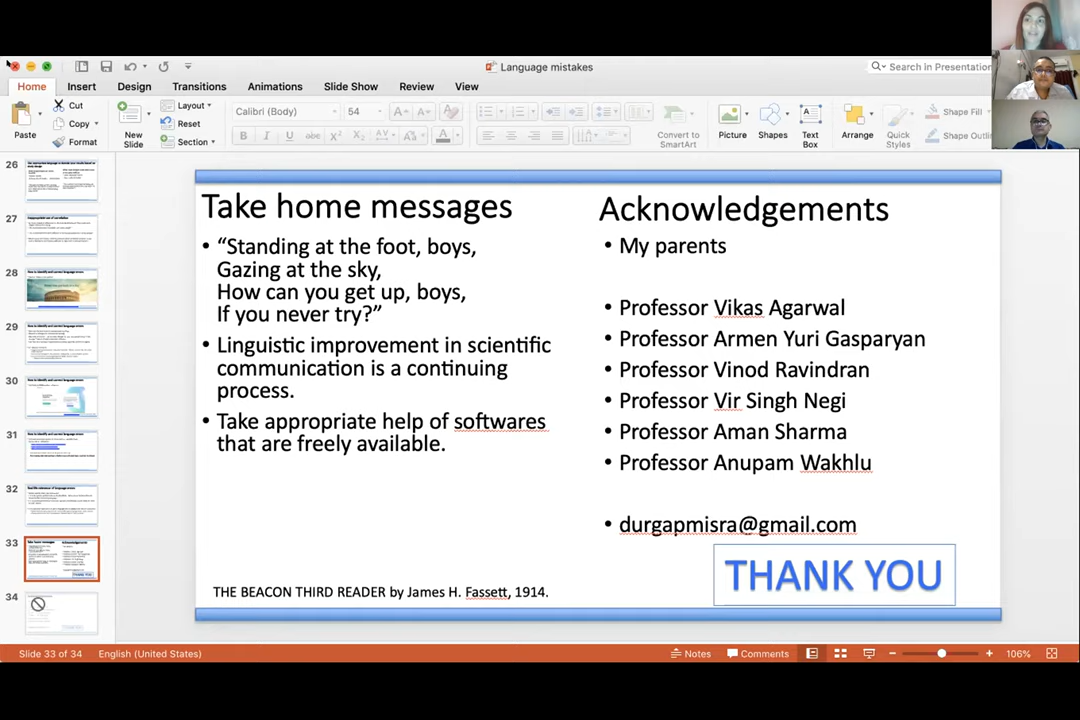 Language mistakes
Search in Presentation
Home Insert Design Transitions Animations Slide Show Review View
Paste
Cut
Copy
Format
New
Slide
Layout
Reset
Section
Calibri (Body) 54
Convert to
SmartArt
Picture
Shapes
Text
Box
Arrange
Quick
Styles
Shape Fill
Shape Outlin
26
27
28
29
30
31
32
33
34
Take home messages
• “Standing at the foot, boys,
Gazing at the sky,
How can you get up, boys,
If you never try?”
• Linguistic improvement in scientific
communication is a continuing
process.
• Take appropriate help of softwares
that are freely available.
THE BEACON THIRD READER by James H. Fassett, 1914.
Acknowledgements
• My parents
• Professor Vikas Agarwal
• Professor Armen Yuri Gasparyan
• Professor Vinod Ravindran
• Professor Vir Singh Negi
• Professor Aman Sharma
• Professor Anupam Wakhlu
• durgapmisra@gmail.com
THANK YOU
Slide 33 of 34 English (United States)
Notes Comments 106%